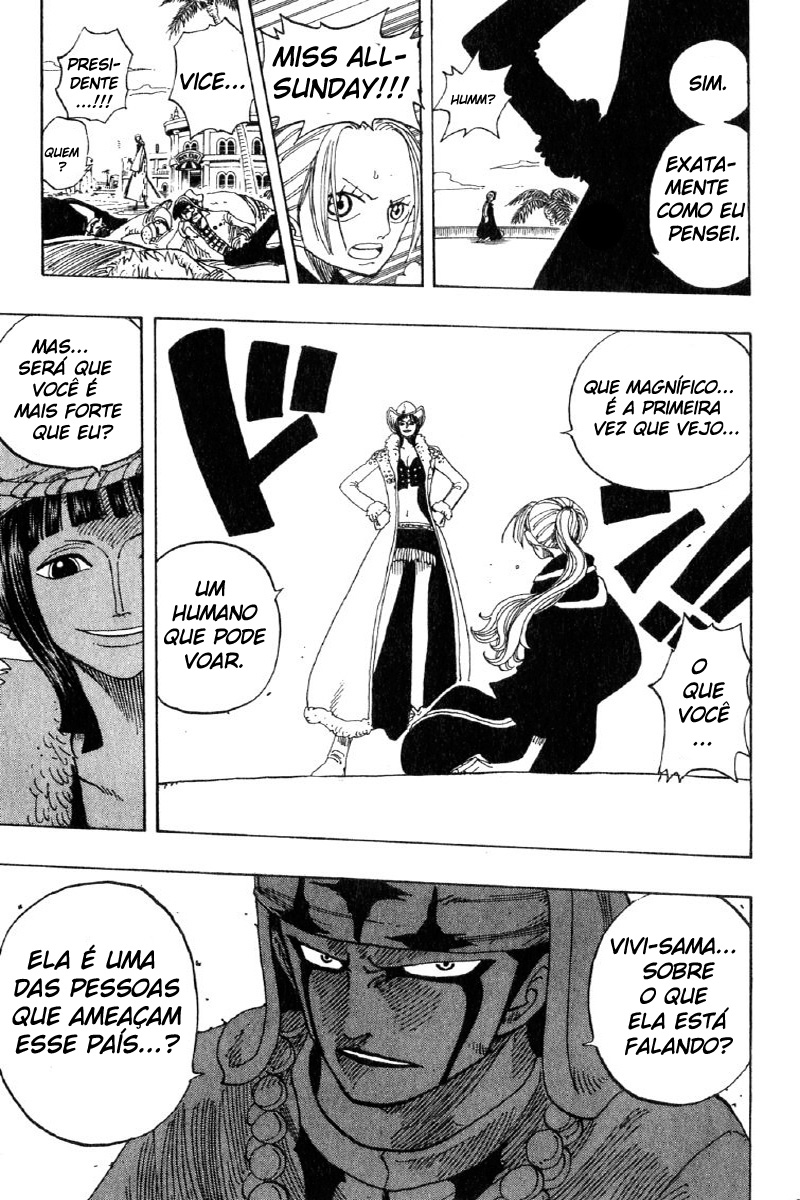 SIM.
EXATA-
MENTE
COMO EU
PENSEI.
HUMM?
MISS ALL-
SUNDAY!!!
VICE...
PRESI-
DENTE
...!!!
QUEM
?
QUE MAGNÍFICO...
É A PRIMEIRA
VEZ QUE VEJO...
UM
HUMANO
QUE PODE
VOAR.
O
QUE
VOCÊ
...
ドドン!!
MAS...
SERÁ QUE
VOCÊ É
MAIS FORTE
QUE EU?
VIVI-SAMA...
SOBRE
O QUE
ELA ESTÁ
FALANDO?
ELA É UMA
DAS PESSOAS
QUE AMEAÇAM
ESSE PAÍS...?